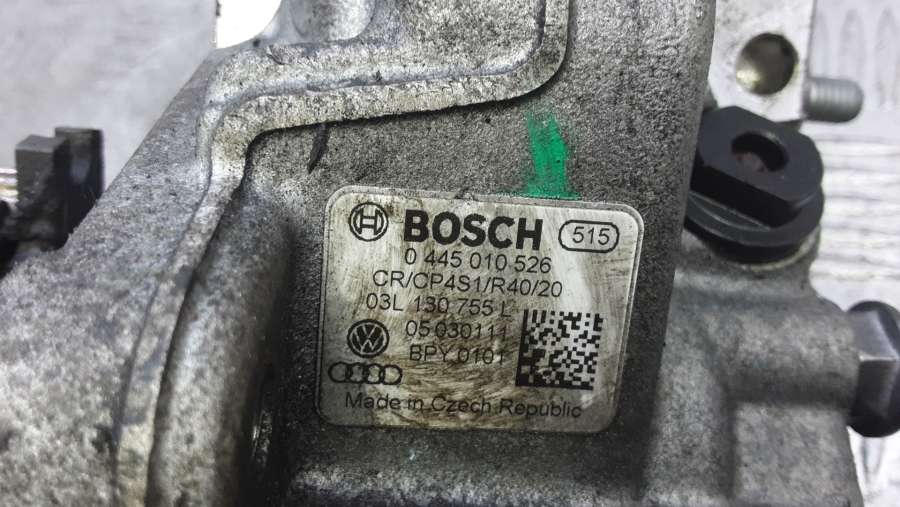 BOSCH 515
0 445 010 526
CR/CP4S1/R40/20
03L 130 755 L
05 030111
BPY 0101
Made in Czech Republic